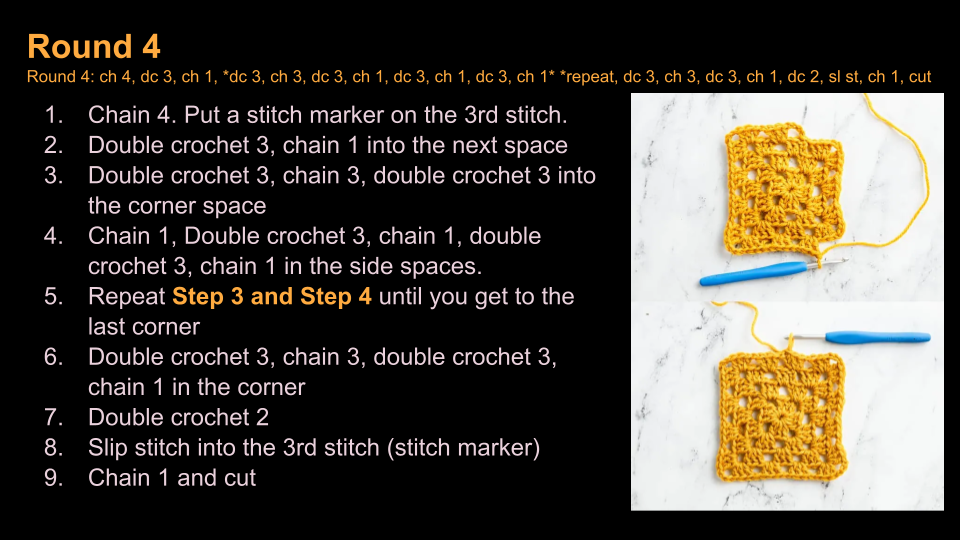 Round 4
Round 4: ch 4, dc 3, ch 1, *dc 3, ch 3, dc 3, ch 1, dc 3, ch 1, dc 3, ch 1* *repeat, dc 3, ch 3, dc 3, ch 1, dc 2, sl st, ch 1, cut
1. Chain 4. Put a stitch marker on the 3rd stitch.
2. Double crochet 3, chain 1 into the next space
3. Double crochet 3, chain 3, double crochet 3 into
the corner space
4. Chain 1, Double crochet 3, chain 1, double
crochet 3, chain 1 in the side spaces.
5. Repeat Step 3 and Step 4 until you get to the
last corner
6. Double crochet 3, chain 3, double crochet 3,
chain 1 in the corner
7. Double crochet 2
8. Slip stitch into the 3rd stitch (stitch marker)
9. Chain 1 and cut